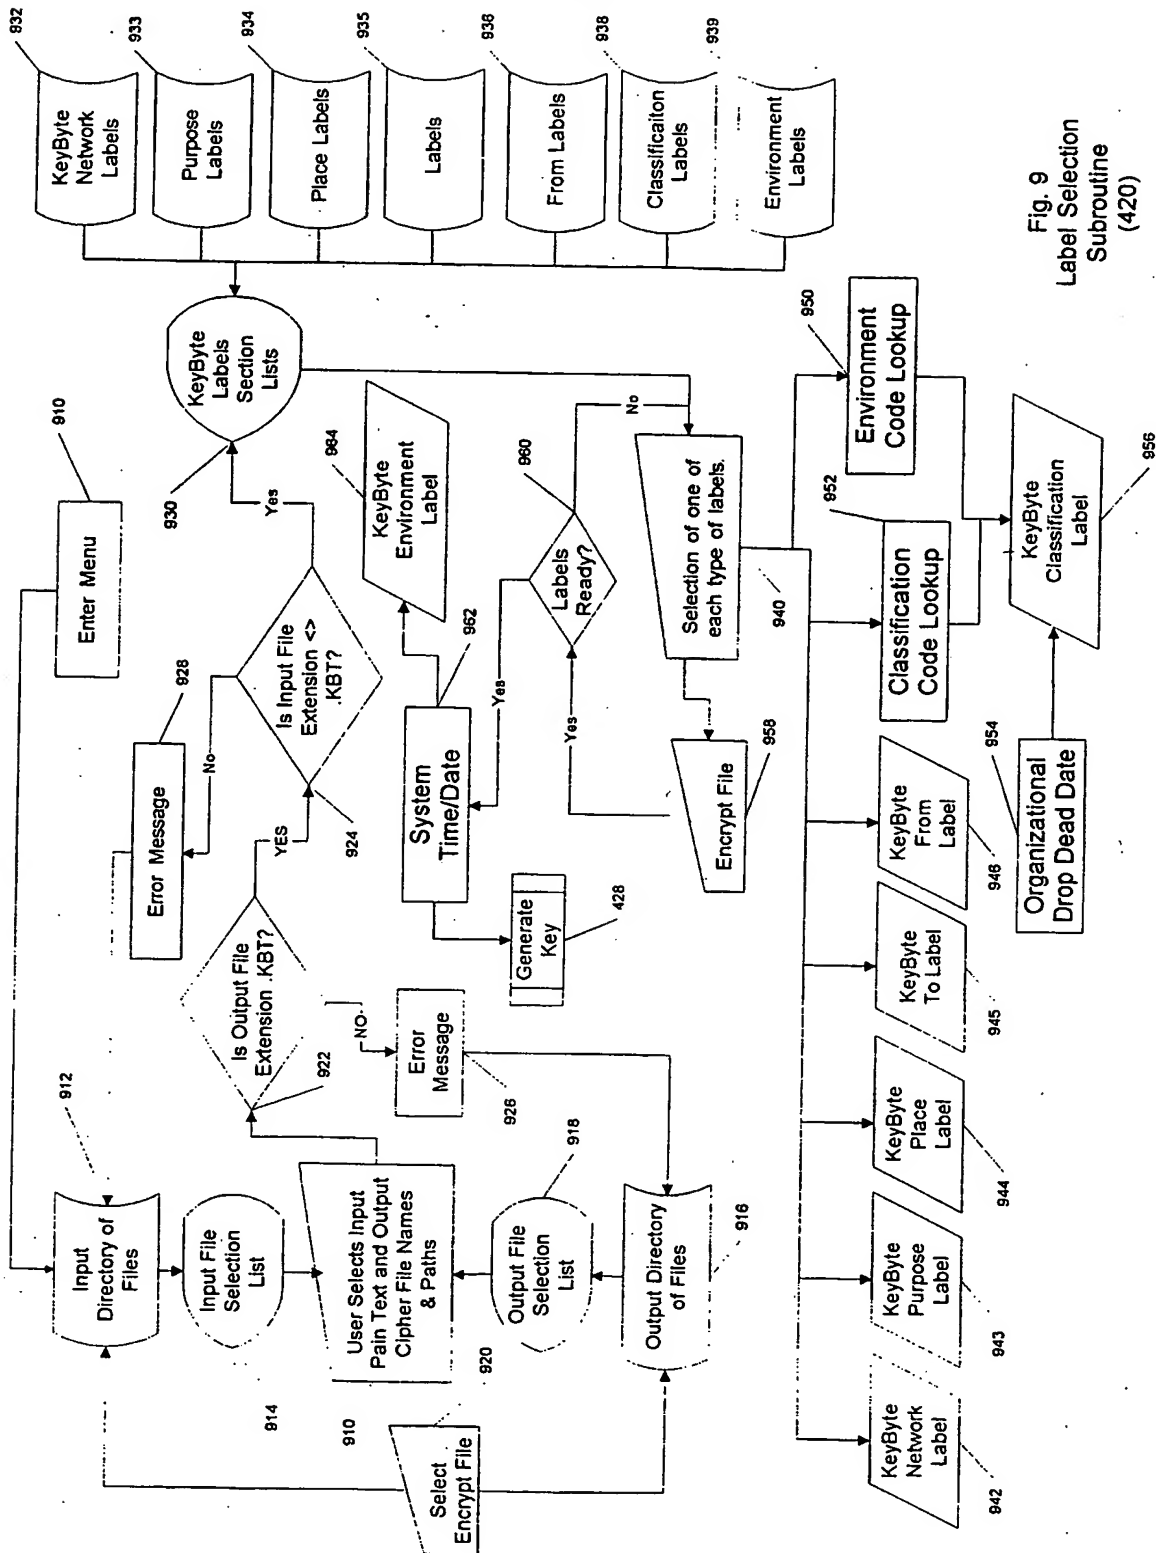 910
Enter Menu
912
Input
Directory of
Files
914
Input File
Selection
List
910
User Selects Input
Pain Text and Output
Cipher File Names
& Paths
920
Select
Encrypt File
918
Output File
Selection
List
916
Output Directory
of Files
922
Is Output File
Extension .KBT?
NO
Error
Message
926
YES
924
Is Input File
Extension <>
.KBT?
No
Error Message
928
Yes
930
KeyByte
Labels
Section
Lists
932
KeyByte
Network
Labels
933
Purpose
Labels
934
Place Labels
935
Labels
936
From Labels
938
Classificaiton
Labels
939
Environment
Labels
984
KeyByte
Environment
Label
962
System
Time/Date
Generate
Key
428
960
Labels
Ready?
Yes
No
Yes
Selection of one of
each type of labels.
940
Encrypt File
958
950
Environment
Code Lookup
952
Classification
Code Lookup
954
Organizational
Drop Dead Date
KeyByte
Classification
Label
956
KeyByte
From
Label
946
KeyByte
To Label
945
KeyByte
Place
Label
944
KeyByte
Purpose
Label
943
KeyByte
Network
Label
942
Fig. 9
Label Selection
Subroutine
(420)